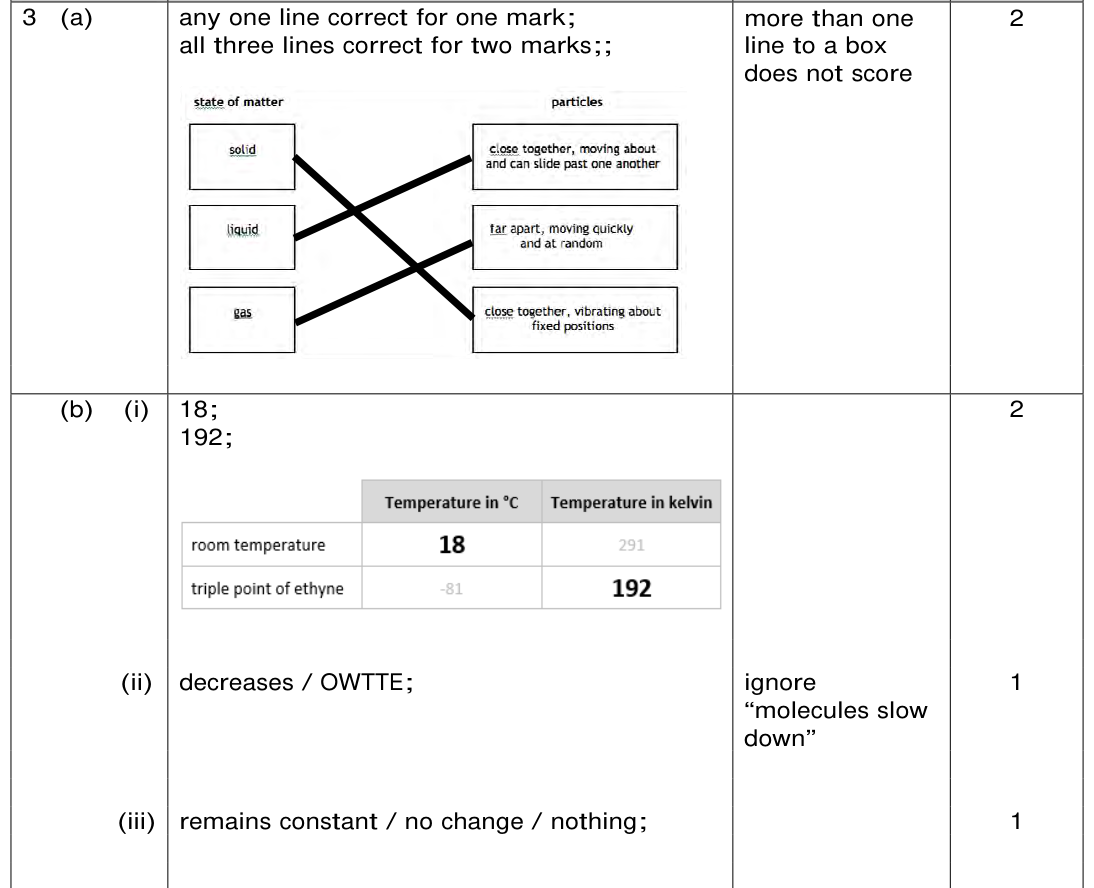 3 (a) any one line correct for one mark; more than one 2
all three lines correct for two marks;; line to a box
does not score
state of matter particles
solid close together, moving about
and can slide past one another
liquid far apart, moving quickly
and at random
gas close together, vibrating about
fixed positions
(b) (i) 18; 2
192;
Temperature in °C Temperature in kelvin
room temperature 18 291
triple point of ethyne -81 192
(ii) decreases / OWTTE; ignore 1
“molecules slow
down”
(iii) remains constant / no change / nothing; 1